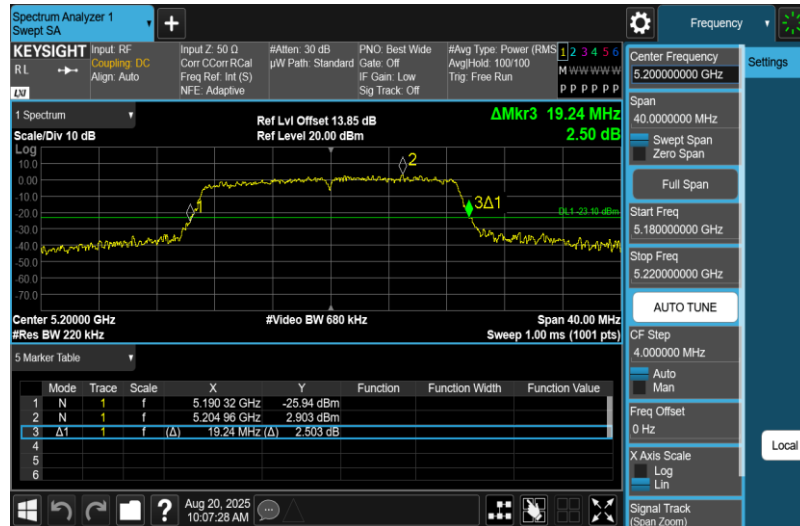 Spectrum Analyzer 1
Swept SA
+
Frequency
KEYSIGHT
RL
LXI
Input: RF
Coupling: DC
Align: Auto
Input Z: 50 Ω
Corr CCorr RCal
Freq Ref: Int (S)
NFE: Adaptive
#Atten: 30 dB
µW Path: Standard
PNO: Best Wide
Gate: Off
IF Gain: Low
Sig Track: Off
#Avg Type: Power (RMS
Avg|Hold: 100/100
Trig: Free Run
1 2 3 4 5 6
M W W W W W
P P P P P P
1 Spectrum
Scale/Div 10 dB
Ref Lvl Offset 13.85 dB
Ref Level 20.00 dBm
ΔMkr3 19.24 MHz
2.50 dB
Log
10.0
0.00
-10.0
-20.0
-30.0
-40.0
-50.0
-60.0
-70.0
1
2
3Δ1
DL1 -23.10 dBm
Center 5.20000 GHz
#Res BW 220 kHz
#Video BW 680 kHz
Span 40.00 MHz
Sweep 1.00 ms (1001 pts)
5 Marker Table
Mode Trace Scale X Y Function Function Width Function Value
1 N 1 f 5.190 32 GHz -25.94 dBm
2 N 1 f 5.204 96 GHz 2.903 dBm
3 Δ1 1 f (Δ) 19.24 MHz (Δ) 2.503 dB
4
5
6
?
Aug 20, 2025
10:07:28 AM
Center Frequency
5.200000000 GHz
Span
40.0000000 MHz
Swept Span
Zero Span
Full Span
Start Freq
5.180000000 GHz
Stop Freq
5.220000000 GHz
AUTO TUNE
CF Step
4.000000 MHz
Auto
Man
Freq Offset
0 Hz
X Axis Scale
Log
Lin
Signal Track
(Span Zoom)
Settings
Local